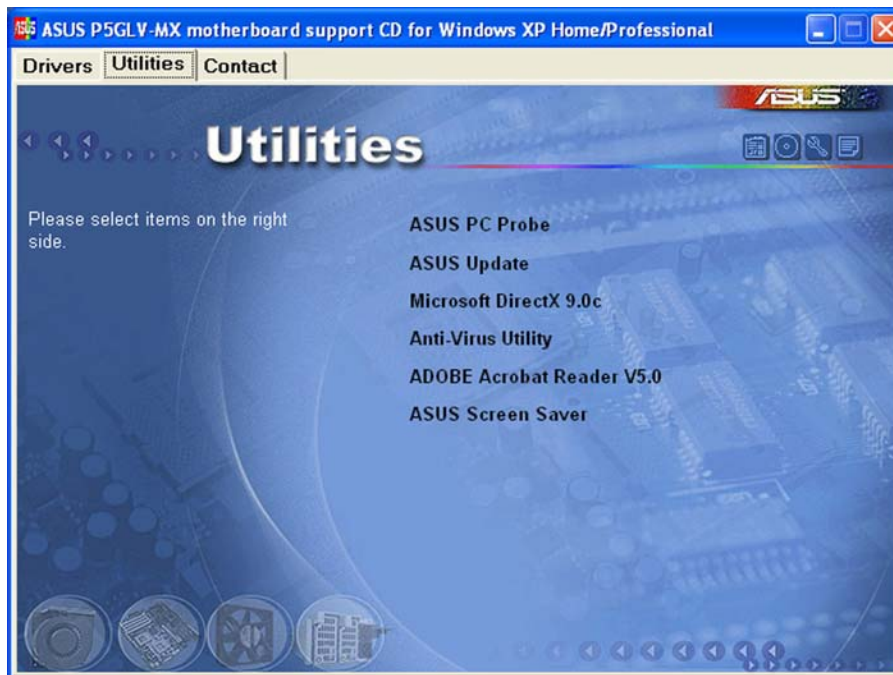 ASUS P5GLV-MX motherboard support CD for Windows XP Home/Professional
Drivers Utilities Contact
ASUS
Utilities
Please select items on the right
side.
ASUS PC Probe
ASUS Update
Microsoft DirectX 9.0c
Anti-Virus Utility
ADOBE Acrobat Reader V5.0
ASUS Screen Saver